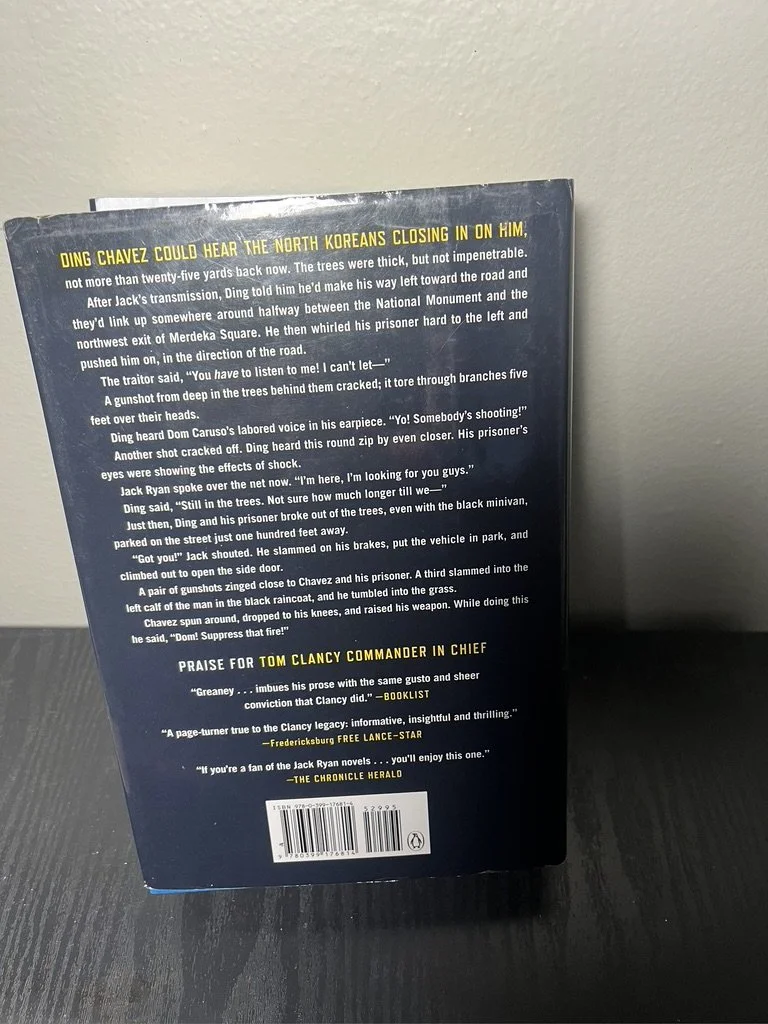 DING CHAVEZ COULD HEAR THE NORTH KOREANS CLOSING IN ON HIM,
not more than twenty-five yards back now. The trees were thick, but not impenetrable.
After Jack's transmission, Ding told him he'd make his way left toward the road and
they'd link up somewhere around halfway between the National Monument and the
northwest exit of Merdeka Square. He then whirled his prisoner hard to the left and
pushed him on, in the direction of the road.
The traitor said, “You have to listen to me! I can't let—”
A gunshot from deep in the trees behind them cracked; it tore through branches five
feet over their heads.
Ding heard Dom Caruso's labored voice in his earpiece. “Yo! Somebody's shooting!”
Another shot cracked off. Ding heard this round zip by even closer. His prisoner's
eyes were showing the effects of shock.
Jack Ryan spoke over the net now. “I'm here, I'm looking for you guys.”
Ding said, “Still in the trees. Not sure how much longer till we—”
Just then, Ding and his prisoner broke out of the trees, even with the black minivan,
parked on the street just one hundred feet away.
“Got you!” Jack shouted. He slammed on his brakes, put the vehicle in park, and
climbed out to open the side door.
A pair of gunshots zinged close to Chavez and his prisoner. A third slammed into the
left calf of the man in the black raincoat, and he tumbled into the grass.
Chavez spun around, dropped to his knees, and raised his weapon. While doing this
he said, “Dom! Suppress that fire!”
PRAISE FOR TOM CLANCY COMMANDER IN CHIEF
“Greaney . . . imbues his prose with the same gusto and sheer
conviction that Clancy did.” —BOOKLIST
“A page-turner true to the Clancy legacy: informative, insightful and thrilling.”
—Fredericksburg FREE LANCE-STAR
“If you're a fan of the Jack Ryan novels . . . you'll enjoy this one.”
—THE CHRONICLE HERALD
ISBN 978-0-399-17681-4
52995
9 780399 176814